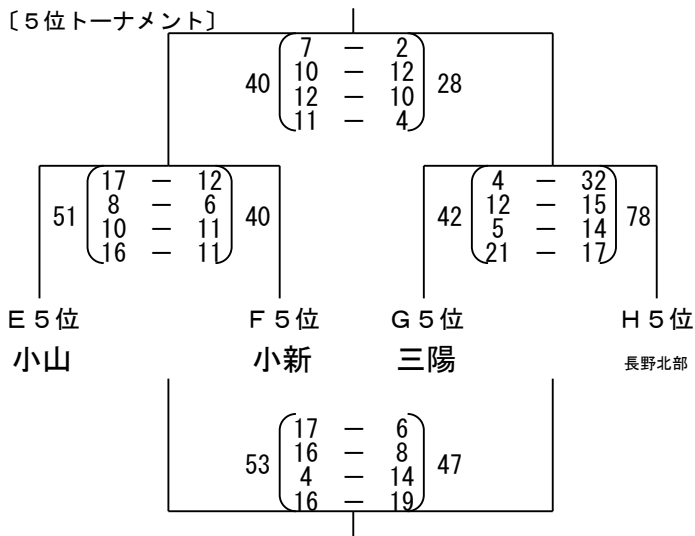 〔５位トーナメント〕
40 7 － 2 28
10 － 12
12 － 10
11 － 4
51 17 － 12 40
8 － 6
10 － 11
16 － 11
42 4 － 32 78
12 － 15
5 － 14
21 － 17
Ｅ５位 Ｆ５位 Ｇ５位 Ｈ５位
小山 小新 三陽 長野北部
53 17 － 6 47
16 － 8
4 － 14
16 － 19